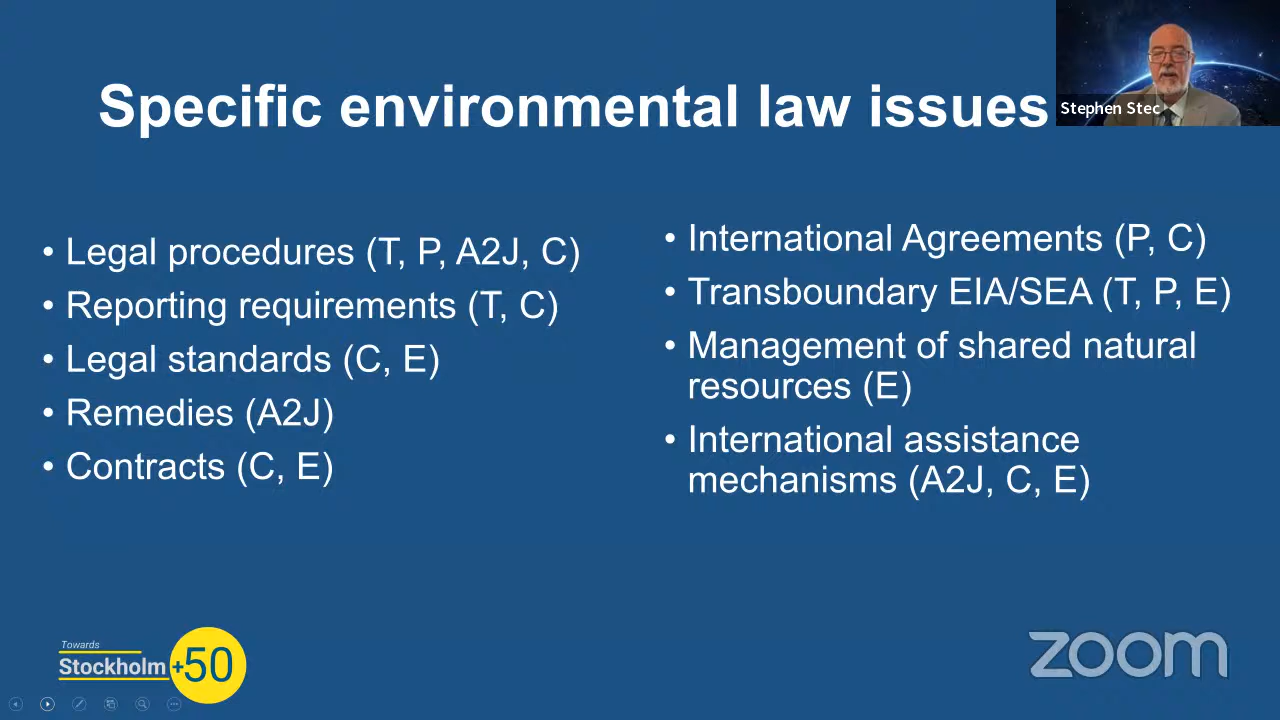 Specific environmental law issues
Stephen Stec
• Legal procedures (T, P, A2J, C)
• Reporting requirements (T, C)
• Legal standards (C, E)
• Remedies (A2J)
• Contracts (C, E)
• International Agreements (P, C)
• Transboundary EIA/SEA (T, P, E)
• Management of shared natural
resources (E)
• International assistance
mechanisms (A2J, C, E)
Towards
Stockholm+50
zoom